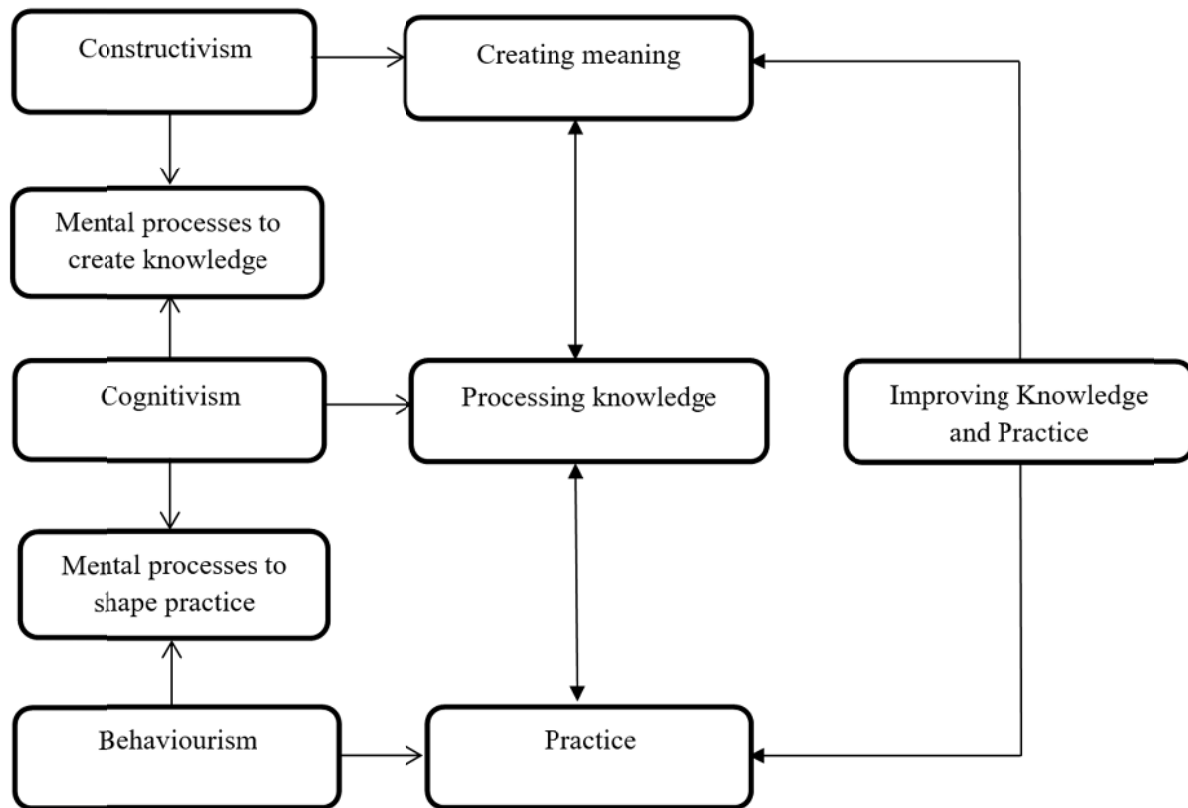 Constructivism
Creating meaning
Mental processes to
create knowledge
Cognitivism
Processing knowledge
Improving Knowledge
and Practice
Mental processes to
shape practice
Behaviourism
Practice